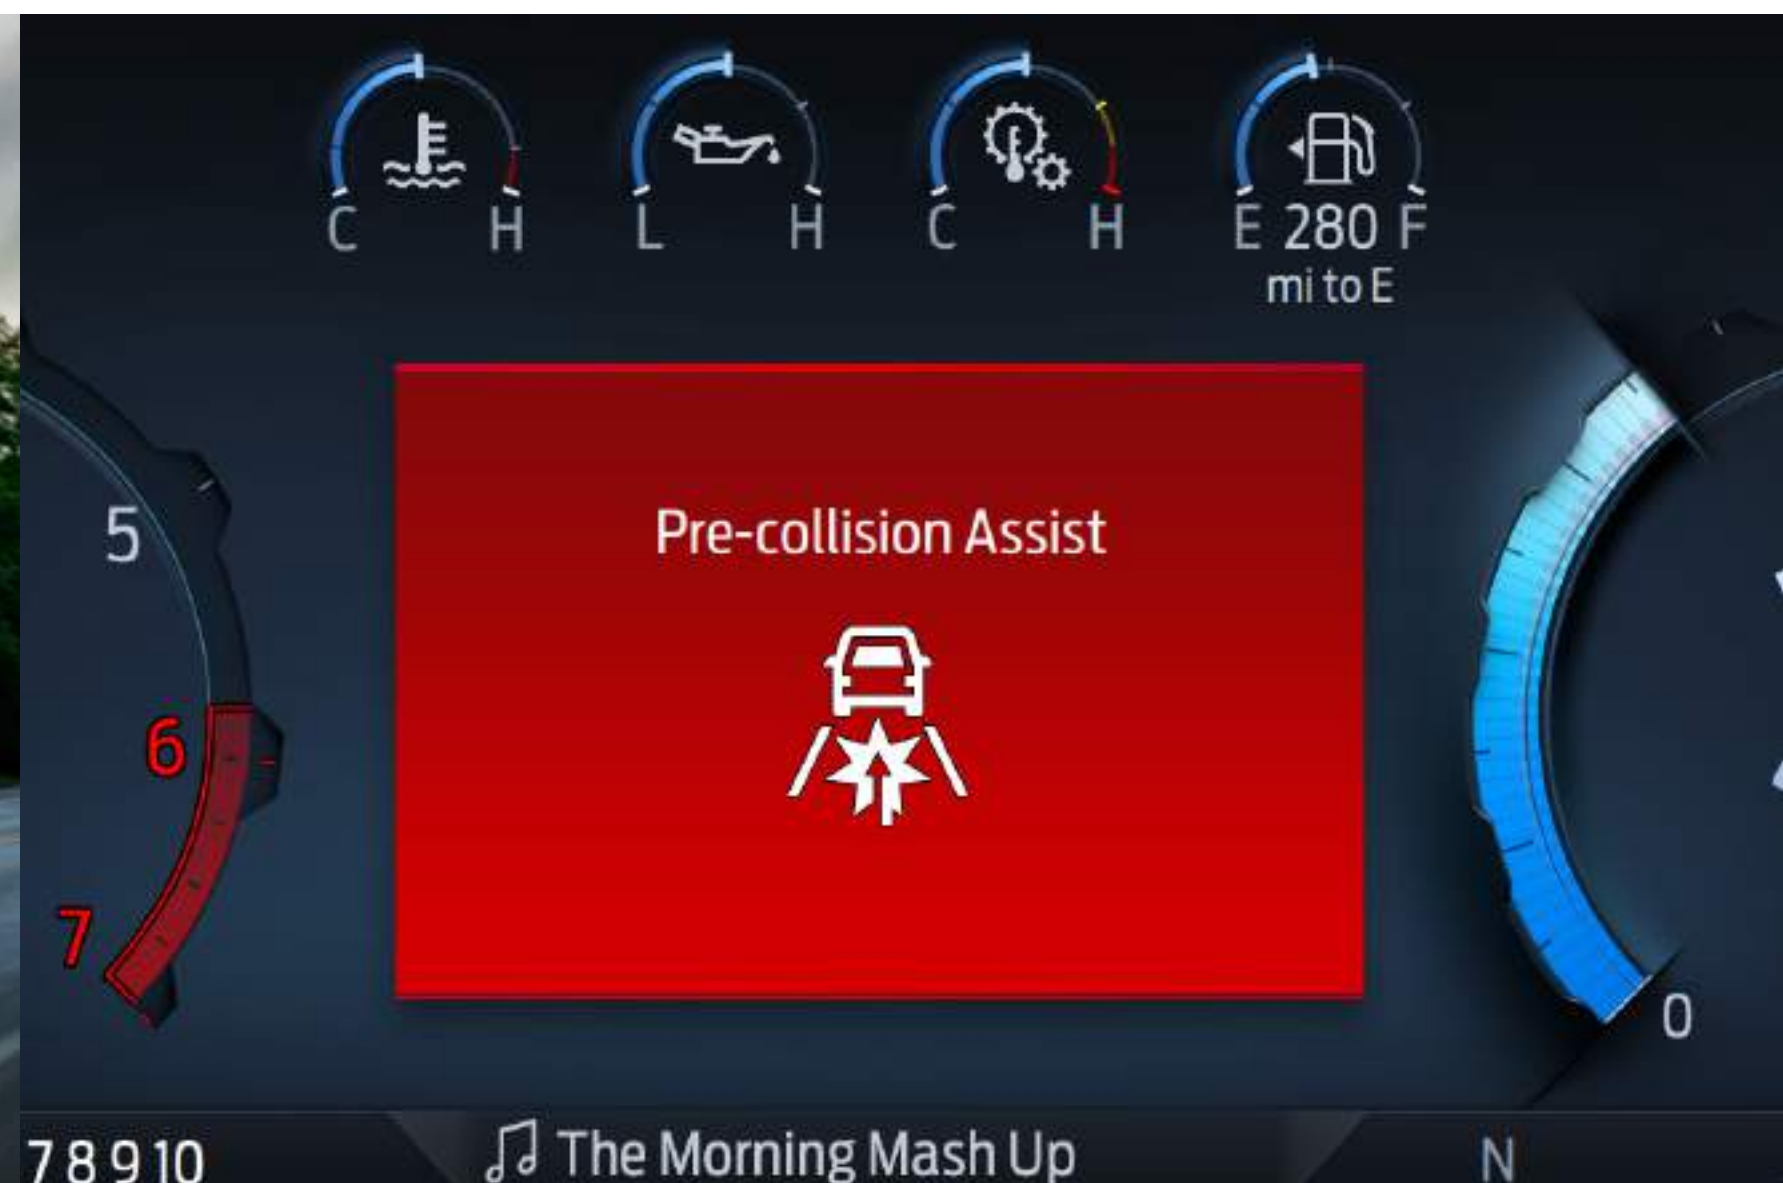 C H L H C H E 280 F
mi to E
5
Pre-collision Assist
6
7
0
7 8 9 10
The Morning Mash Up
N